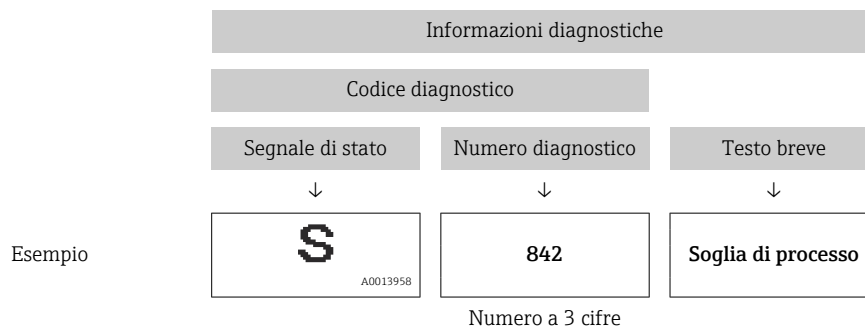 Informazioni diagnostiche
Codice diagnostico
Segnale di stato Numero diagnostico Testo breve
↓ ↓ ↓
Esempio S 842 Soglia di processo
A0013958
Numero a 3 cifre